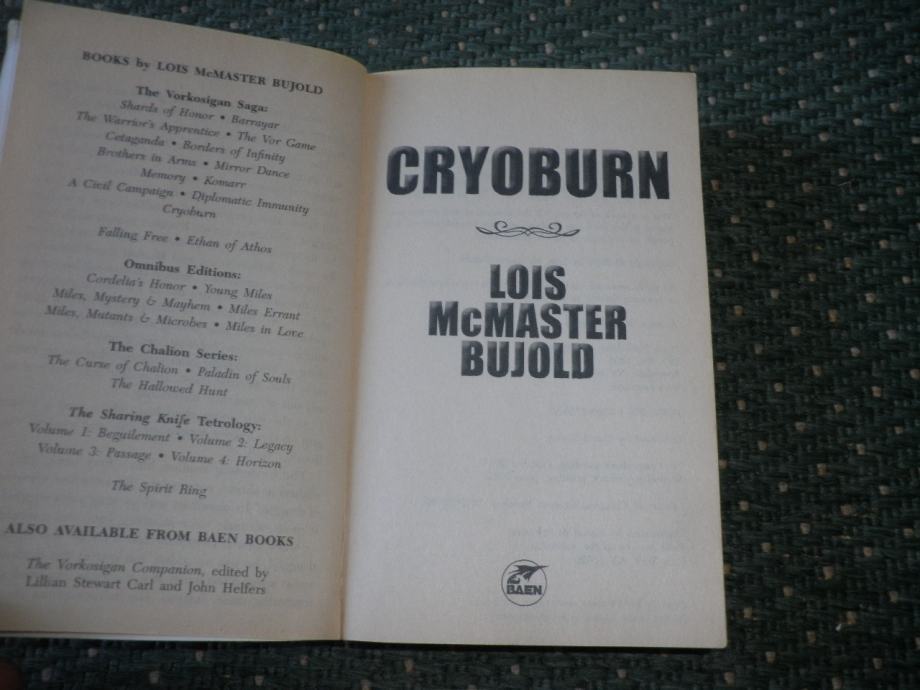 BOOKS by LOIS McMASTER BUJOLD
The Vorkosigan Saga:
Shards of Honor • Barrayar
The Warrior's Apprentice • The Vor Game
Cetaganda • Borders of Infinity
Brothers in Arms • Mirror Dance
Memory • Komarr
A Civil Campaign • Diplomatic Immunity
Cryoburn
Falling Free • Ethan of Athos
Omnibus Editions:
Cordelia's Honor • Young Miles
Miles, Mystery & Mayhem • Miles Errant
Miles, Mutants & Microbes • Miles in Love
The Chalion Series:
The Curse of Chalion • Paladin of Souls
The Hallowed Hunt
The Sharing Knife Tetrology:
Volume 1: Beguilement • Volume 2: Legacy
Volume 3: Passage • Volume 4: Horizon
The Spirit Ring
ALSO AVAILABLE FROM BAEN BOOKS
The Vorkosigan Companion, edited by
Lillian Stewart Carl and John Helfers
CRYOBURN
LOIS
McMASTER
BUJOLD
BAEN